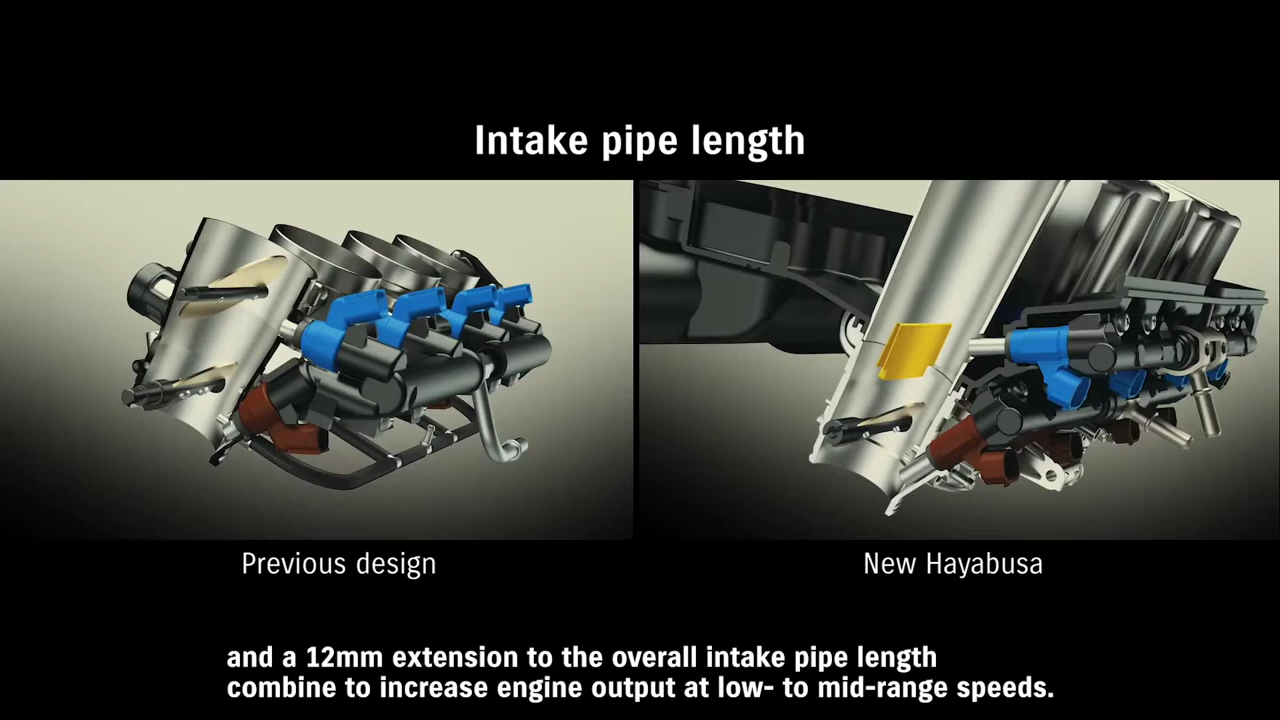 Intake pipe length
Previous design
New Hayabusa
and a 12mm extension to the overall intake pipe length
combine to increase engine output at low- to mid-range speeds.